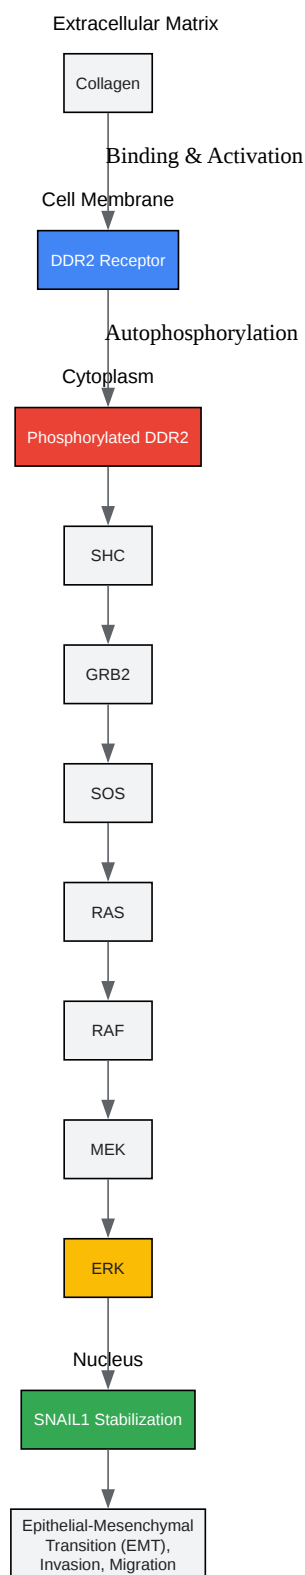 Extracellular Matrix
Collagen
Binding & Activation
Cell Membrane
DDR2 Receptor
Autophosphorylation
Cytoplasm
Phosphorylated DDR2
SHC
GRB2
SOS
RAS
RAF
MEK
ERK
Nucleus
SNAIL1 Stabilization
Epithelial-Mesenchymal
Transition (EMT),
Invasion, Migration